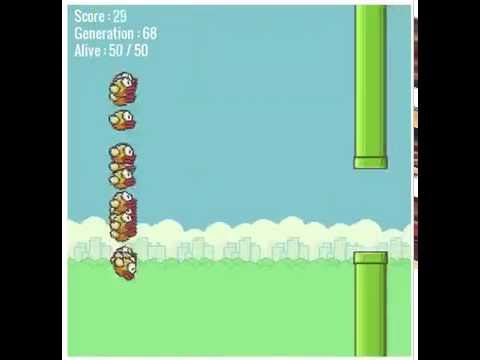 Score : 29
Generation : 68
Alive : 50 / 50